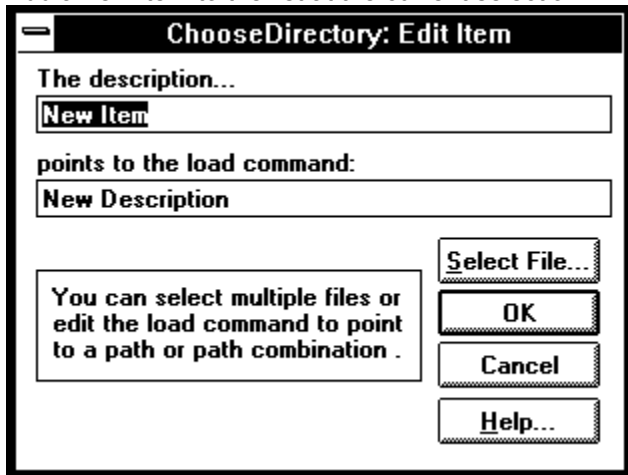 ChooseDirectory: Edit Item
The description...
New Item
points to the load command:
New Description
Select File...
You can select multiple files or
edit the load command to point
to a path or path combination .
OK
Cancel
Help...